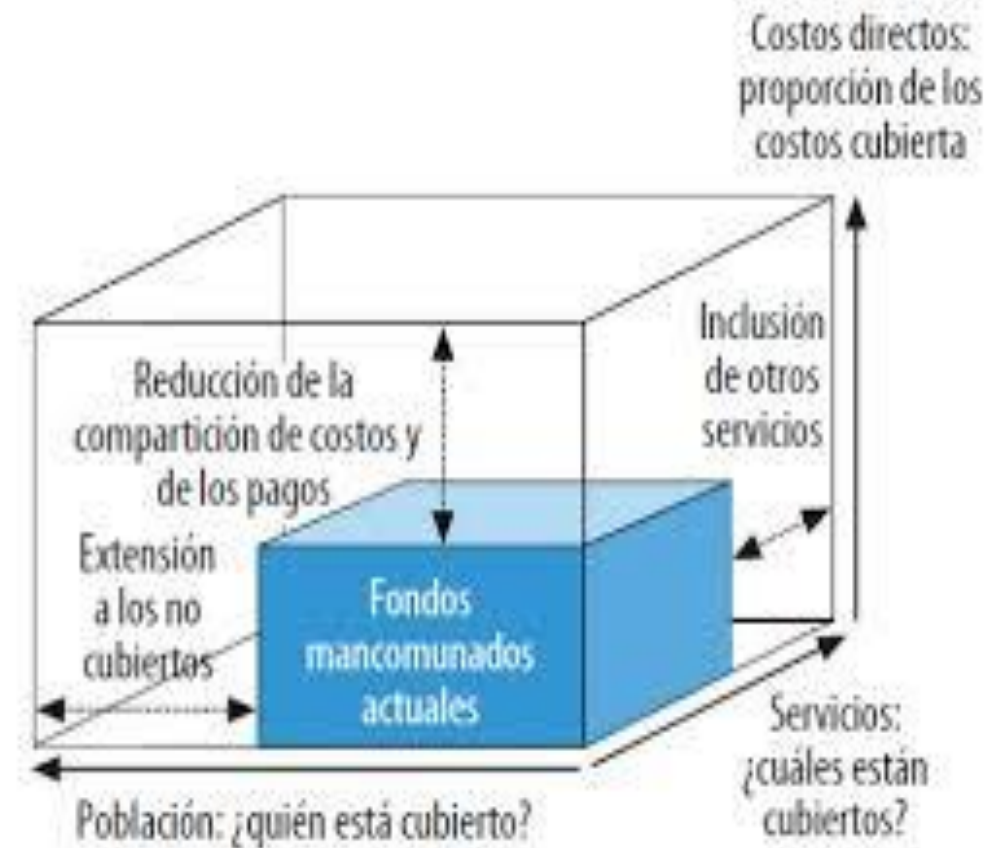 Costos directos:
proporción de los
costos cubierta
Inclusión
de otros
servicios
Reducción de la
compartición de costos y
de los pagos
Extensión
a los no
cubiertos
Fondos
mancomunados
actuales
Servicios:
¿cuáles están
cubiertos?
Población: ¿quién está cubierto?